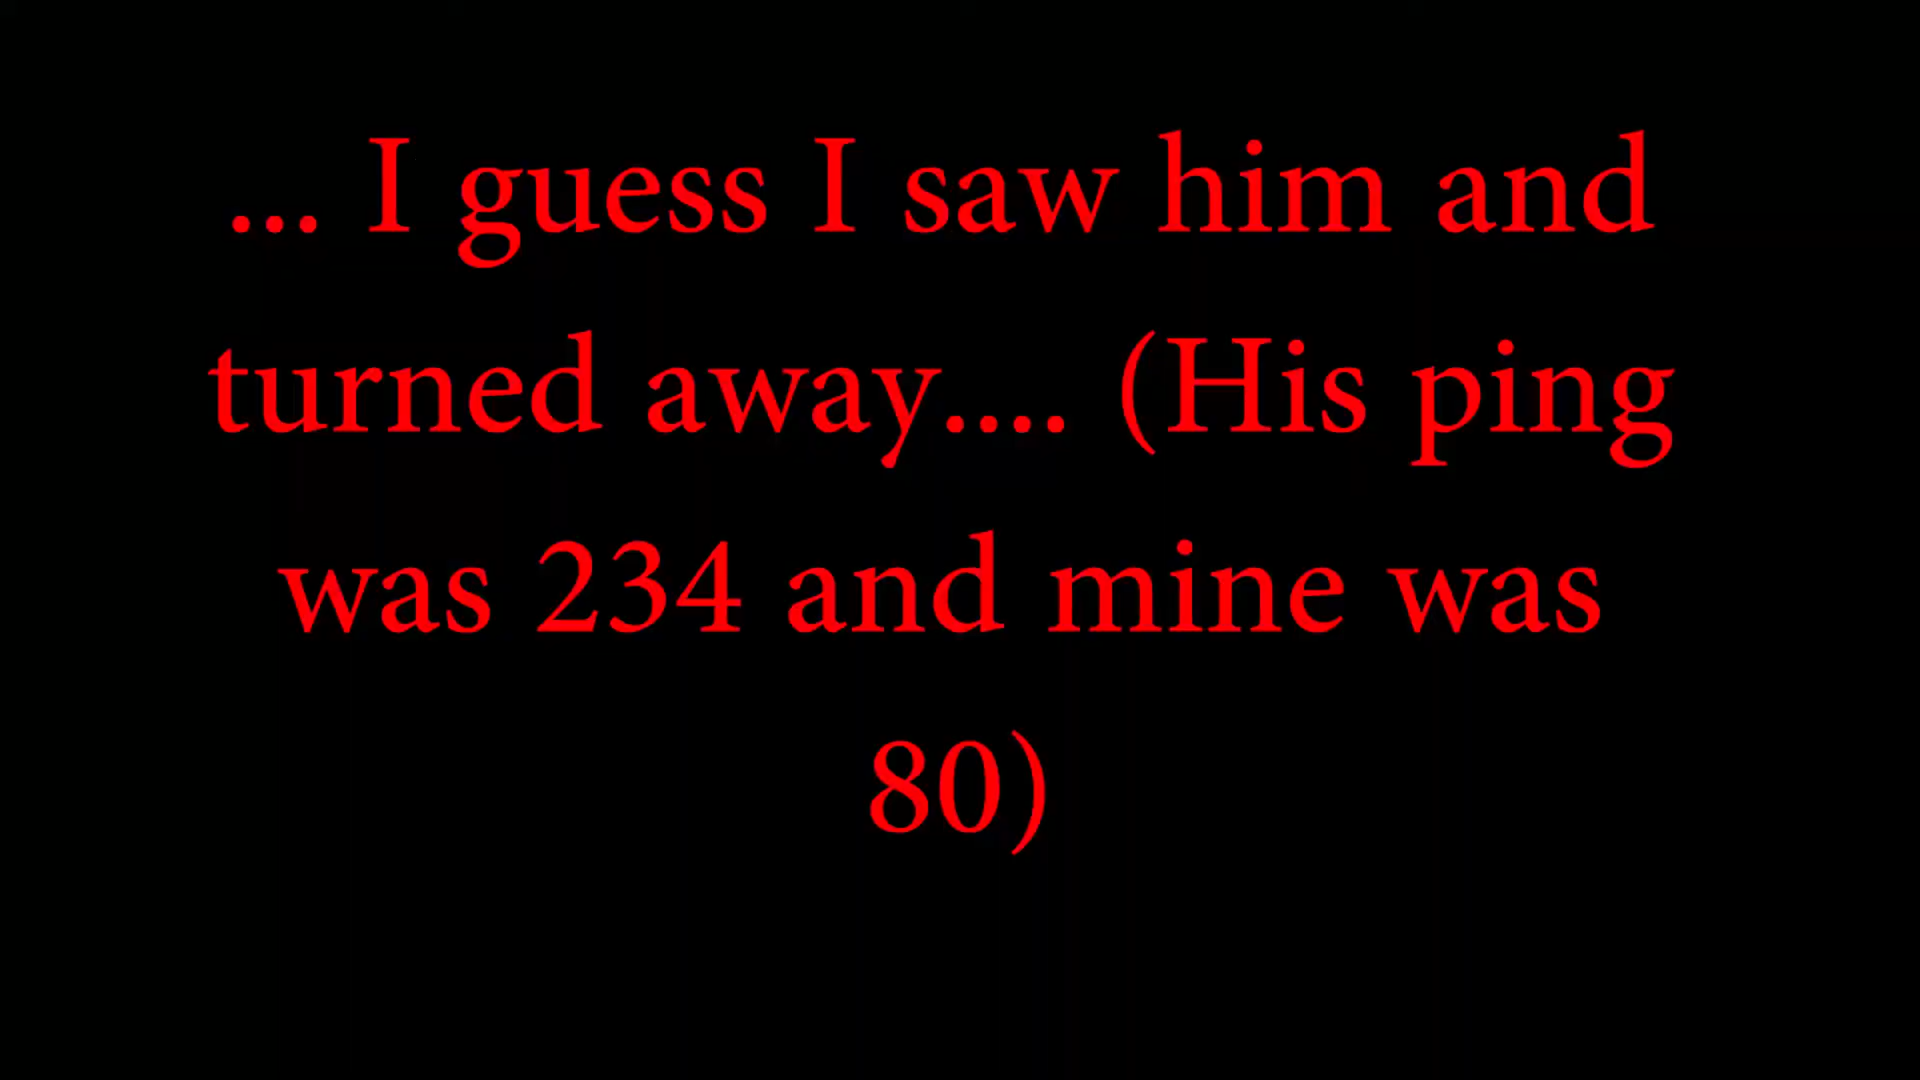 ... I guess I saw him and
turned away.... (His ping
was 234 and mine was
80)